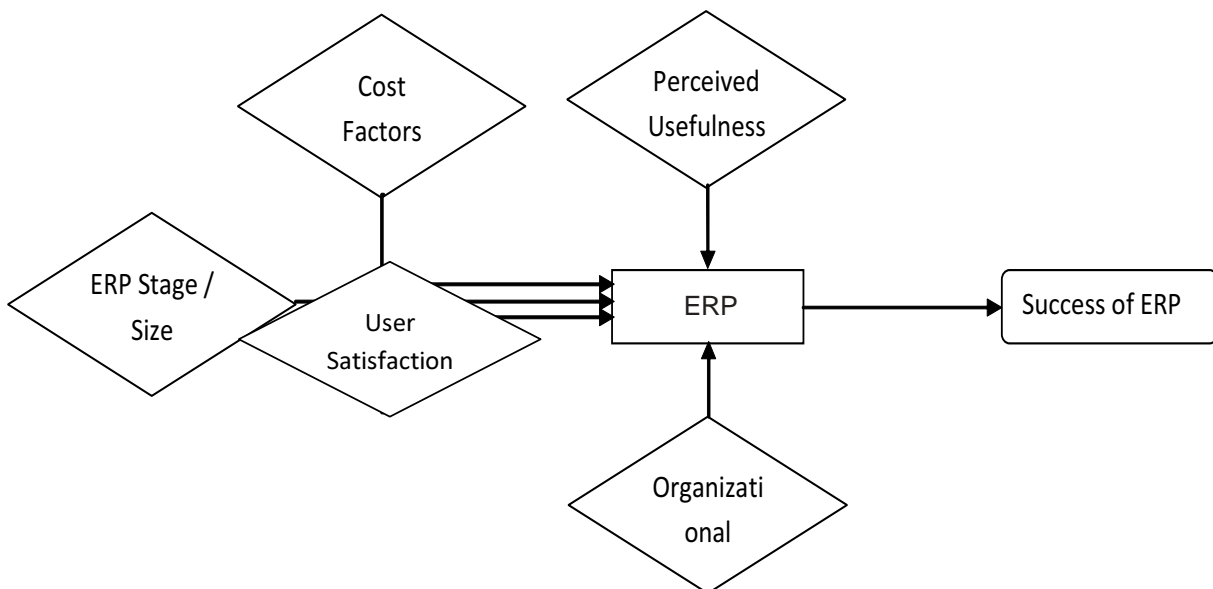 Cost
Factors
Perceived
Usefulness
ERP Stage /
Size
User
Satisfaction
ERP
Success of ERP
Organizati
onal